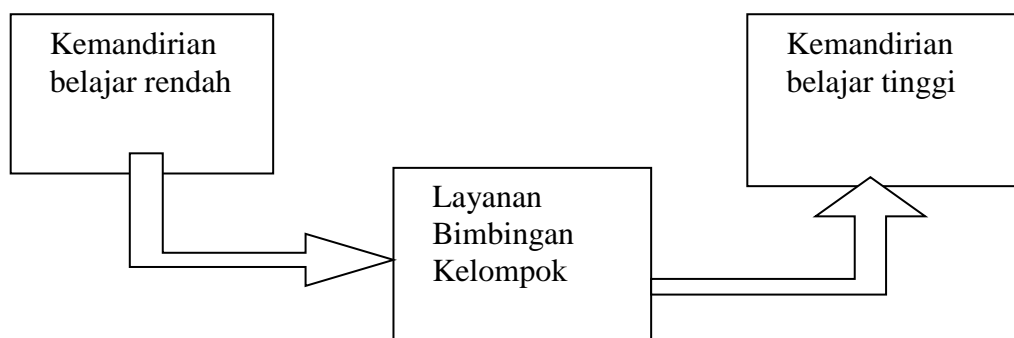 Kemandirian
belajar rendah
Layanan
Bimbingan
Kelompok
Kemandirian
belajar tinggi